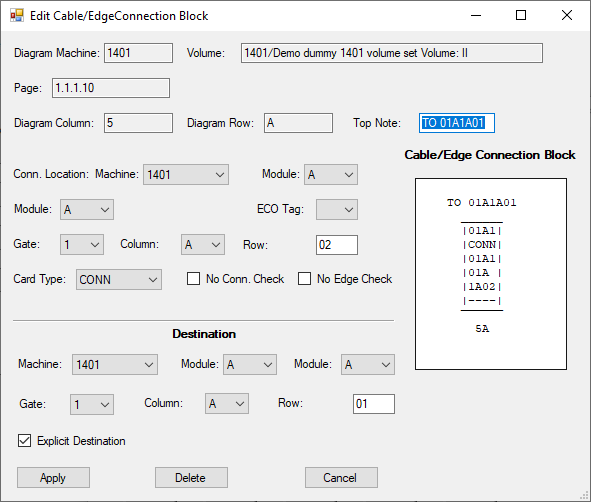 Edit Cable/EdgeConnection Block
Diagram Machine: 1401 Volume: 1401/Demo dummy 1401 volume set Volume: II
Page: 1.1.1.10
Diagram Column: 5 Diagram Row: A Top Note: TO 01A1A01
Cable/Edge Connection Block
Conn. Location: Machine: 1401 Module: A
Module: A ECO Tag:
Gate: 1 Column: A Row: 02
Card Type: CONN No Conn. Check No Edge Check
TO 01A1A01
|01A1|
|CONN|
|01A1|
|01A |
|1A02|
|----|
5A
Destination
Machine: 1401 Module: A Module: A
Gate: 1 Column: A Row: 01
Explicit Destination
Apply Delete Cancel